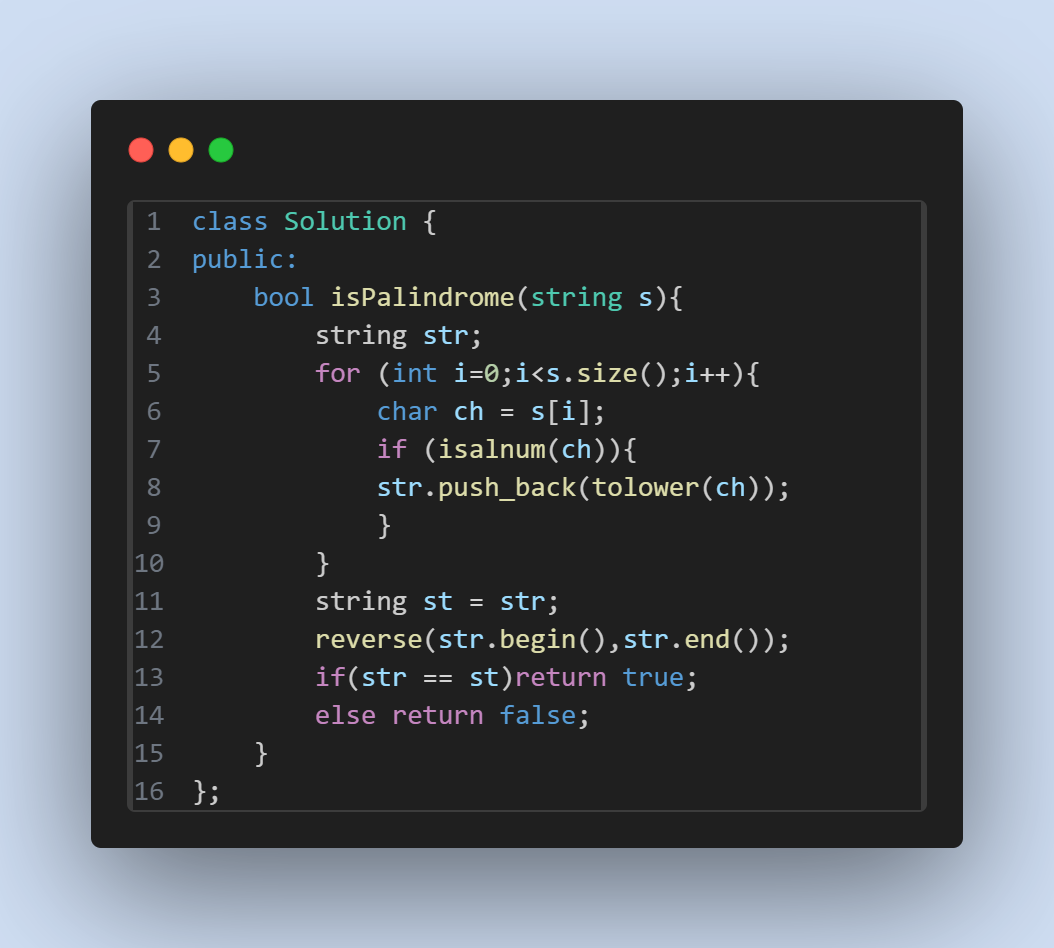 1 class Solution {
2 public:
3     bool isPalindrome(string s){
4         string str;
5         for (int i=0;i<s.size();i++){
6             char ch = s[i];
7             if (isalnum(ch)){
8             str.push_back(tolower(ch));
9             }
10         }
11         string st = str;
12         reverse(str.begin(),str.end());
13         if(str == st)return true;
14         else return false;
15     }
16 };